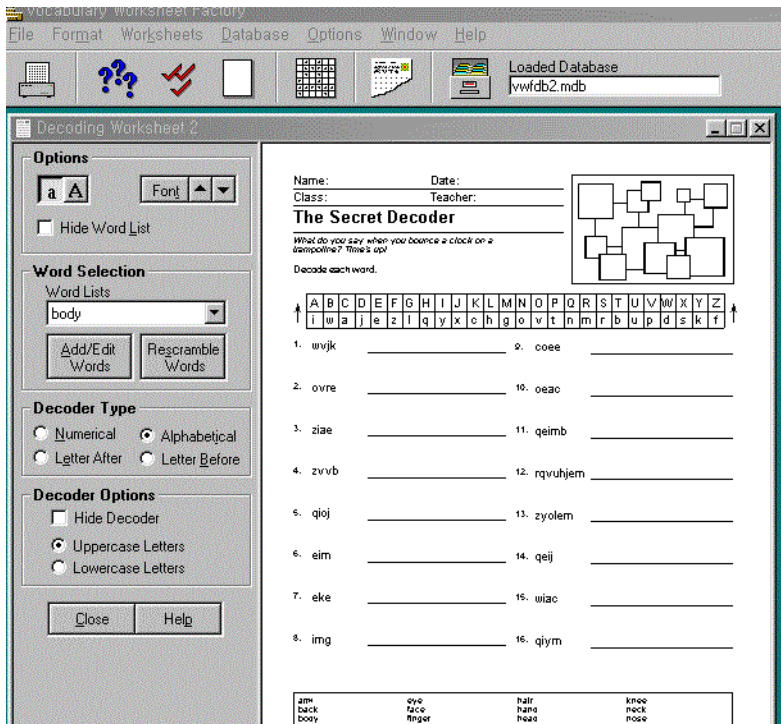 Vocabulary Worksheet Factory
File Format Worksheets Database Options Window Help
Loaded Database
vwfdb2.mdb
Decoding Worksheet 2
Options
a A Font
Hide Word List
Word Selection
Word Lists
body
Add/Edit Words Rescramble Words
Decoder Type
Numerical Alphabetical
Letter After Letter Before
Decoder Options
Hide Decoder
Uppercase Letters
Lowercase Letters
Close Help
Name: Date:
Class: Teacher:
The Secret Decoder
What do you say when you bounce a clock on a
trampoline? Time's up!
Decode each word.
A B C D E F G H I J K L M N O P Q R S T U V W X Y Z
i w a j e z l q y x c h g o v t n m r b u p d s k f
1. wvjk 9. coee
2. ovre 10. oeac
3. ziae 11. qeimb
4. zvvb 12. rqvuhjem
5. qioj 13. zyolem
6. eim 14. qeij
7. eke 15. wiac
8. img 16. qiym
arm eye hair knee
back face hand neck
body finger head nose